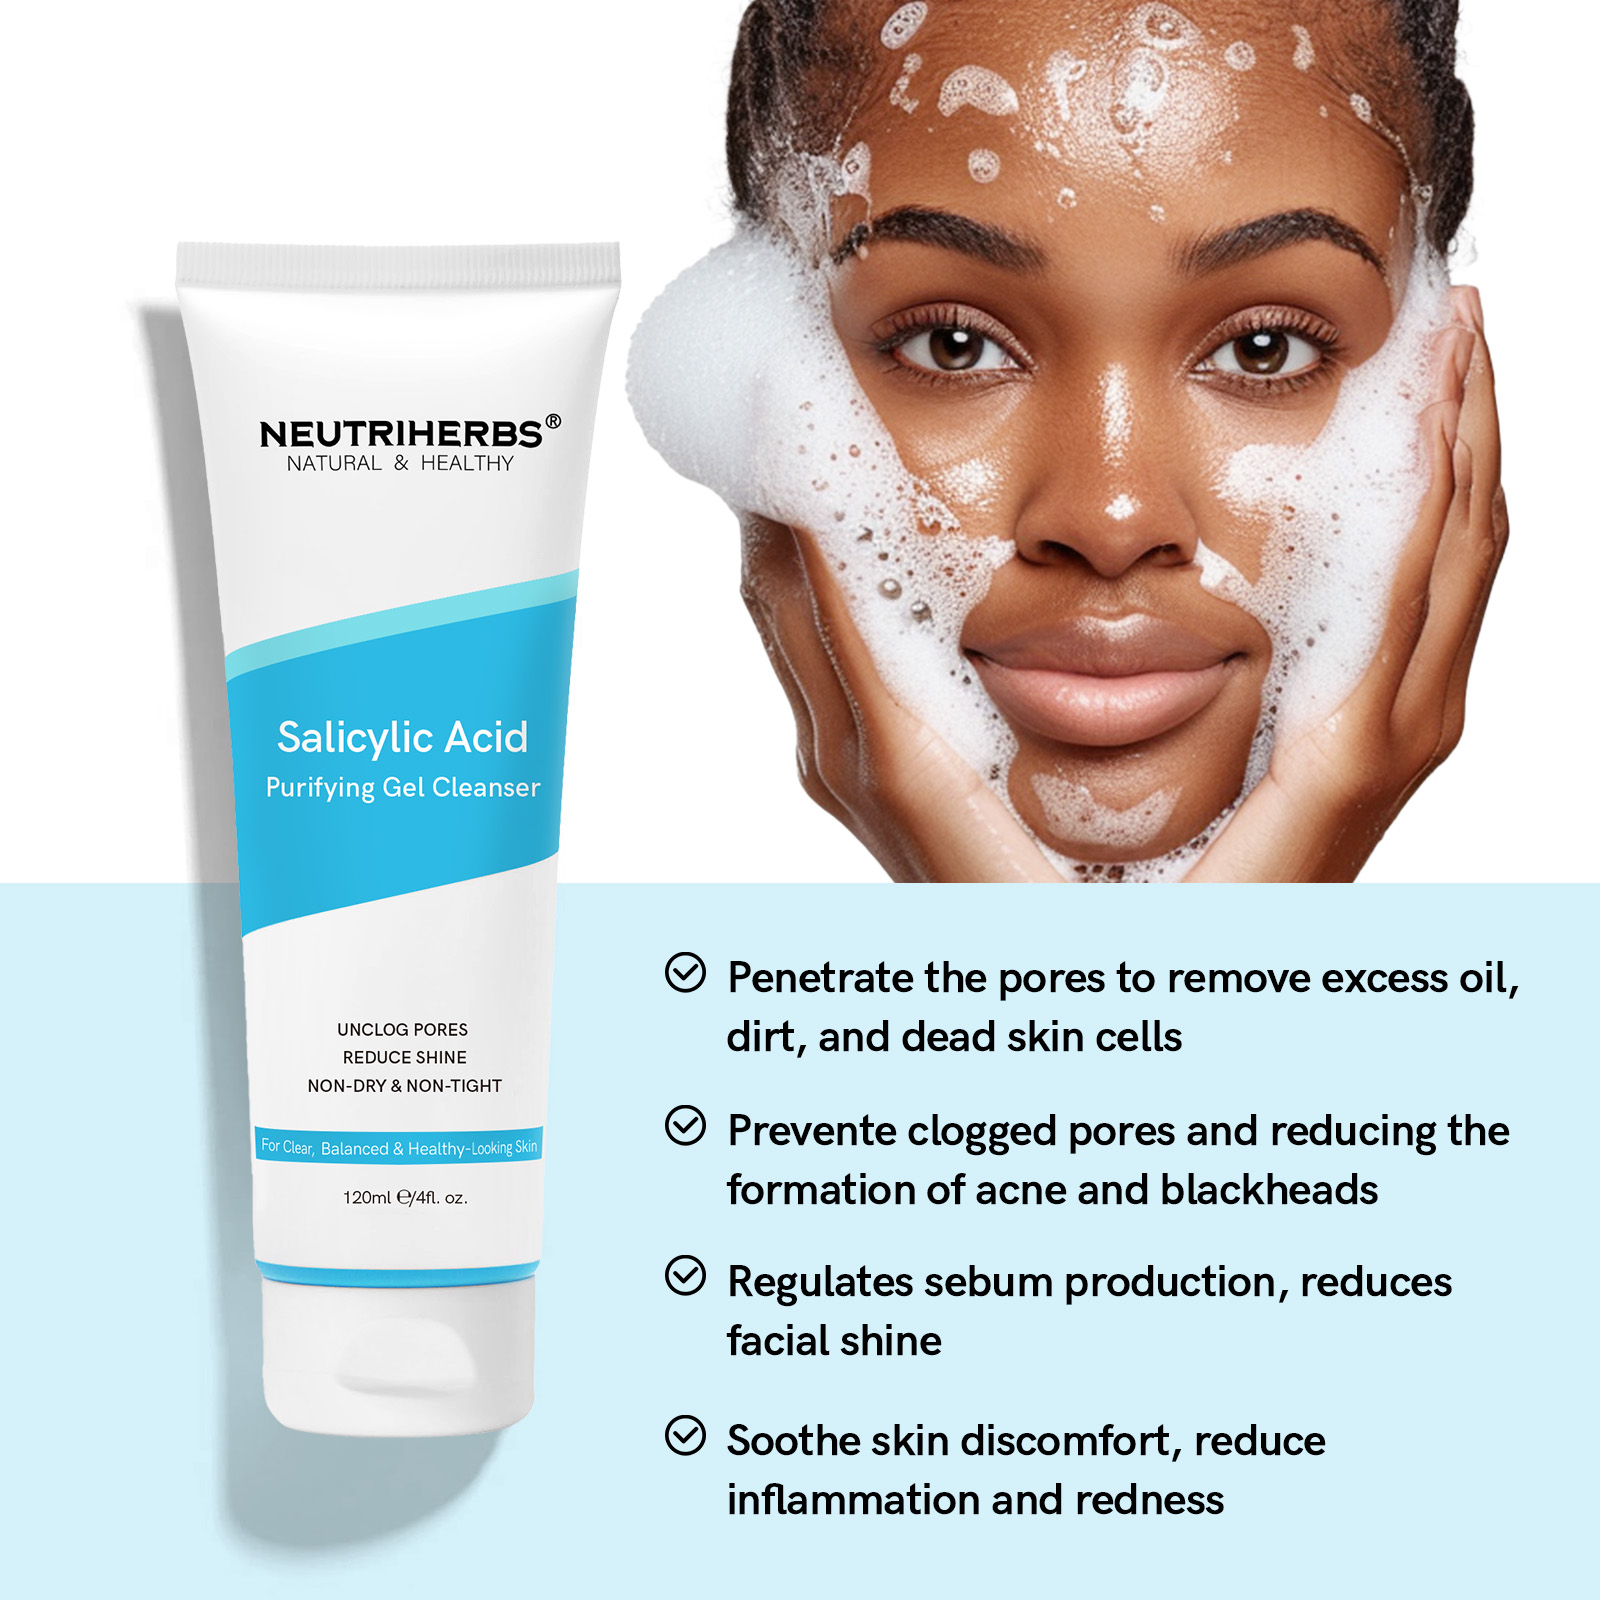 NEUTRIHERBS®
NATURAL & HEALTHY
Salicylic Acid
Purifying Gel Cleanser
UNCLOG PORES
REDUCE SHINE
NON-DRY & NON-TIGHT
For Clear, Balanced & Healthy-Looking Skin
120ml ℮/4fl. oz.
Penetrate the pores to remove excess oil,
dirt, and dead skin cells
Prevente clogged pores and reducing the
formation of acne and blackheads
Regulates sebum production, reduces
facial shine
Soothe skin discomfort, reduce
inflammation and redness